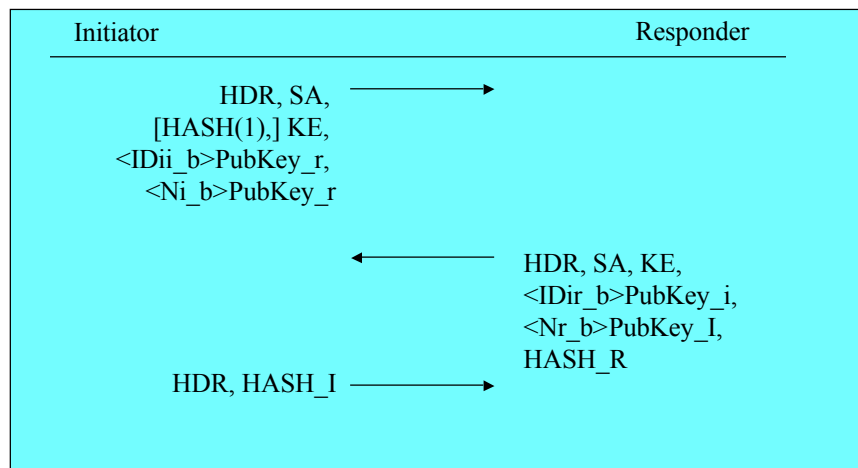 Initiator Responder
HDR, SA,
[HASH(1),] KE,
<IDii_b>PubKey_r,
<Ni_b>PubKey_r
HDR, SA, KE,
<IDir_b>PubKey_i,
<Nr_b>PubKey_I,
HASH_R
HDR, HASH_I